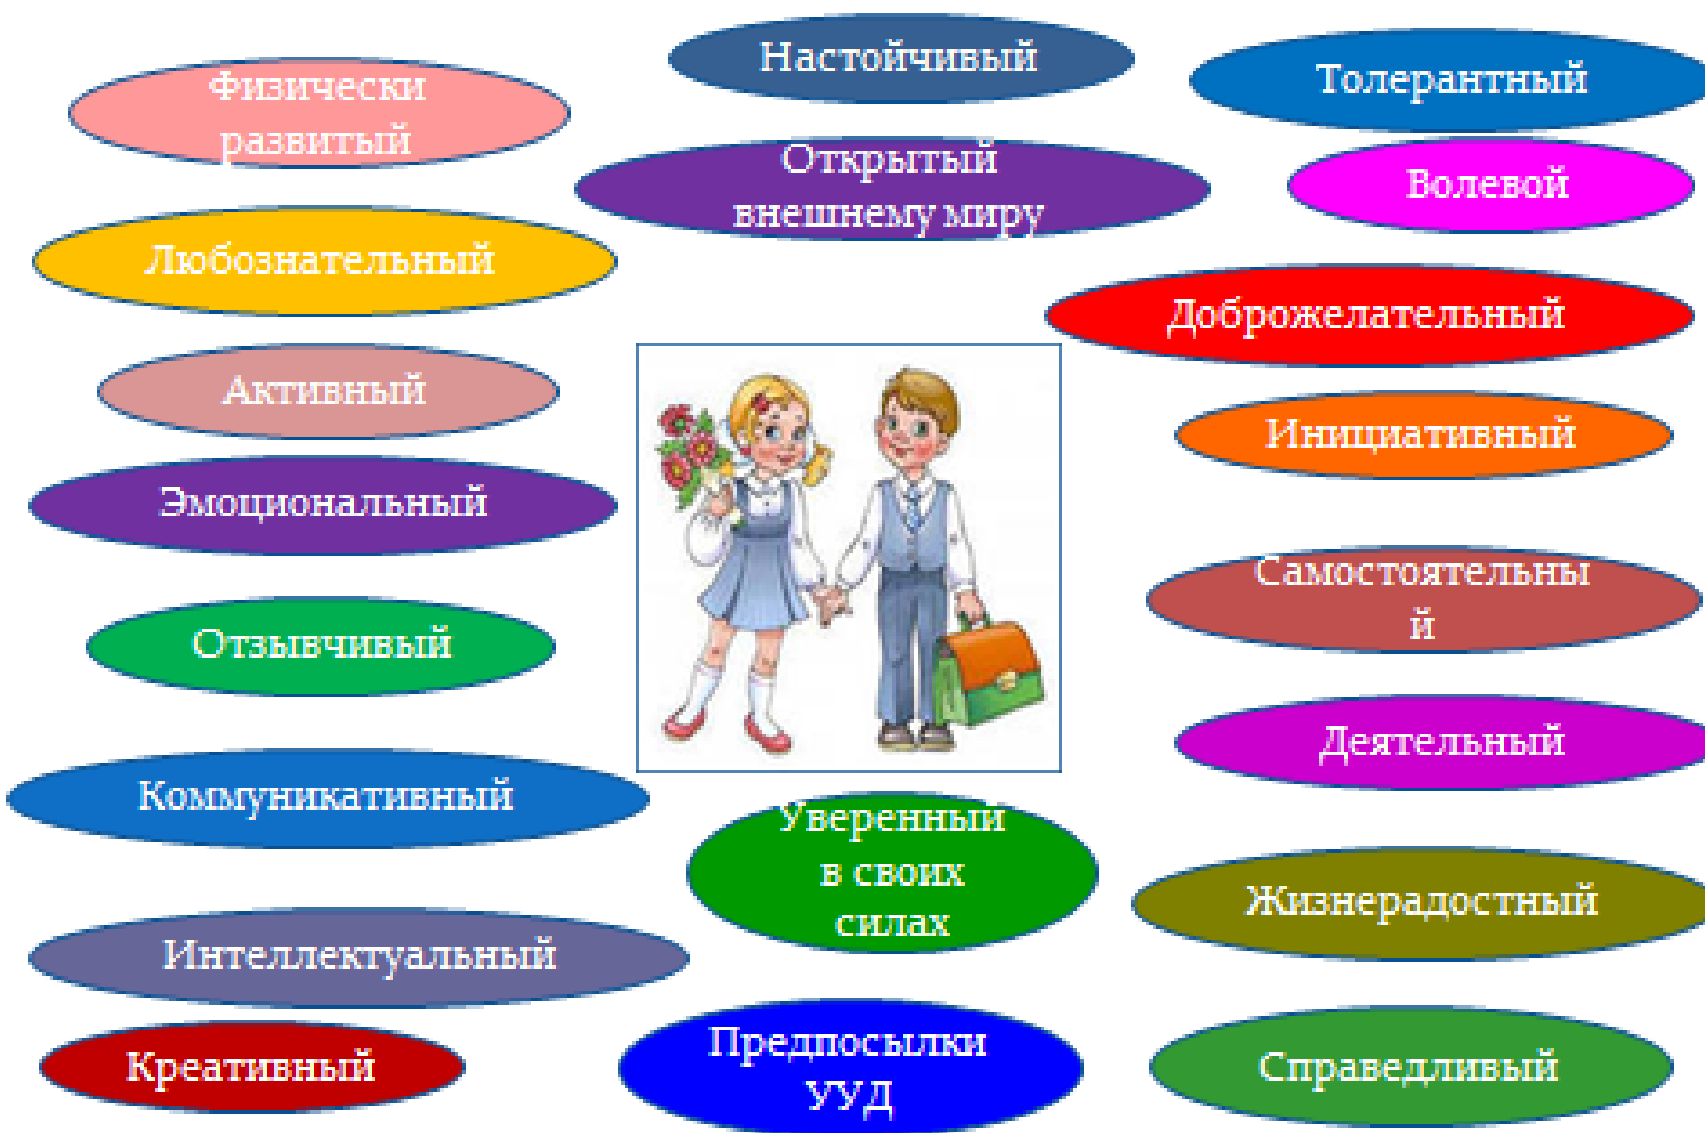 Настойчивый
Толерантный
Физически
развитый
Открытый
внешнему миру
Волевой
Любознательный
Доброжелательный
Активный
Инициативный
Эмоциональный
Самостоятельны
й
Отзывчивый
Деятельный
Коммуникативный
Уверенный
в своих
силах
Жизнерадостный
Интеллектуальный
Креативный
Предпосылки
УУД
Справедливый